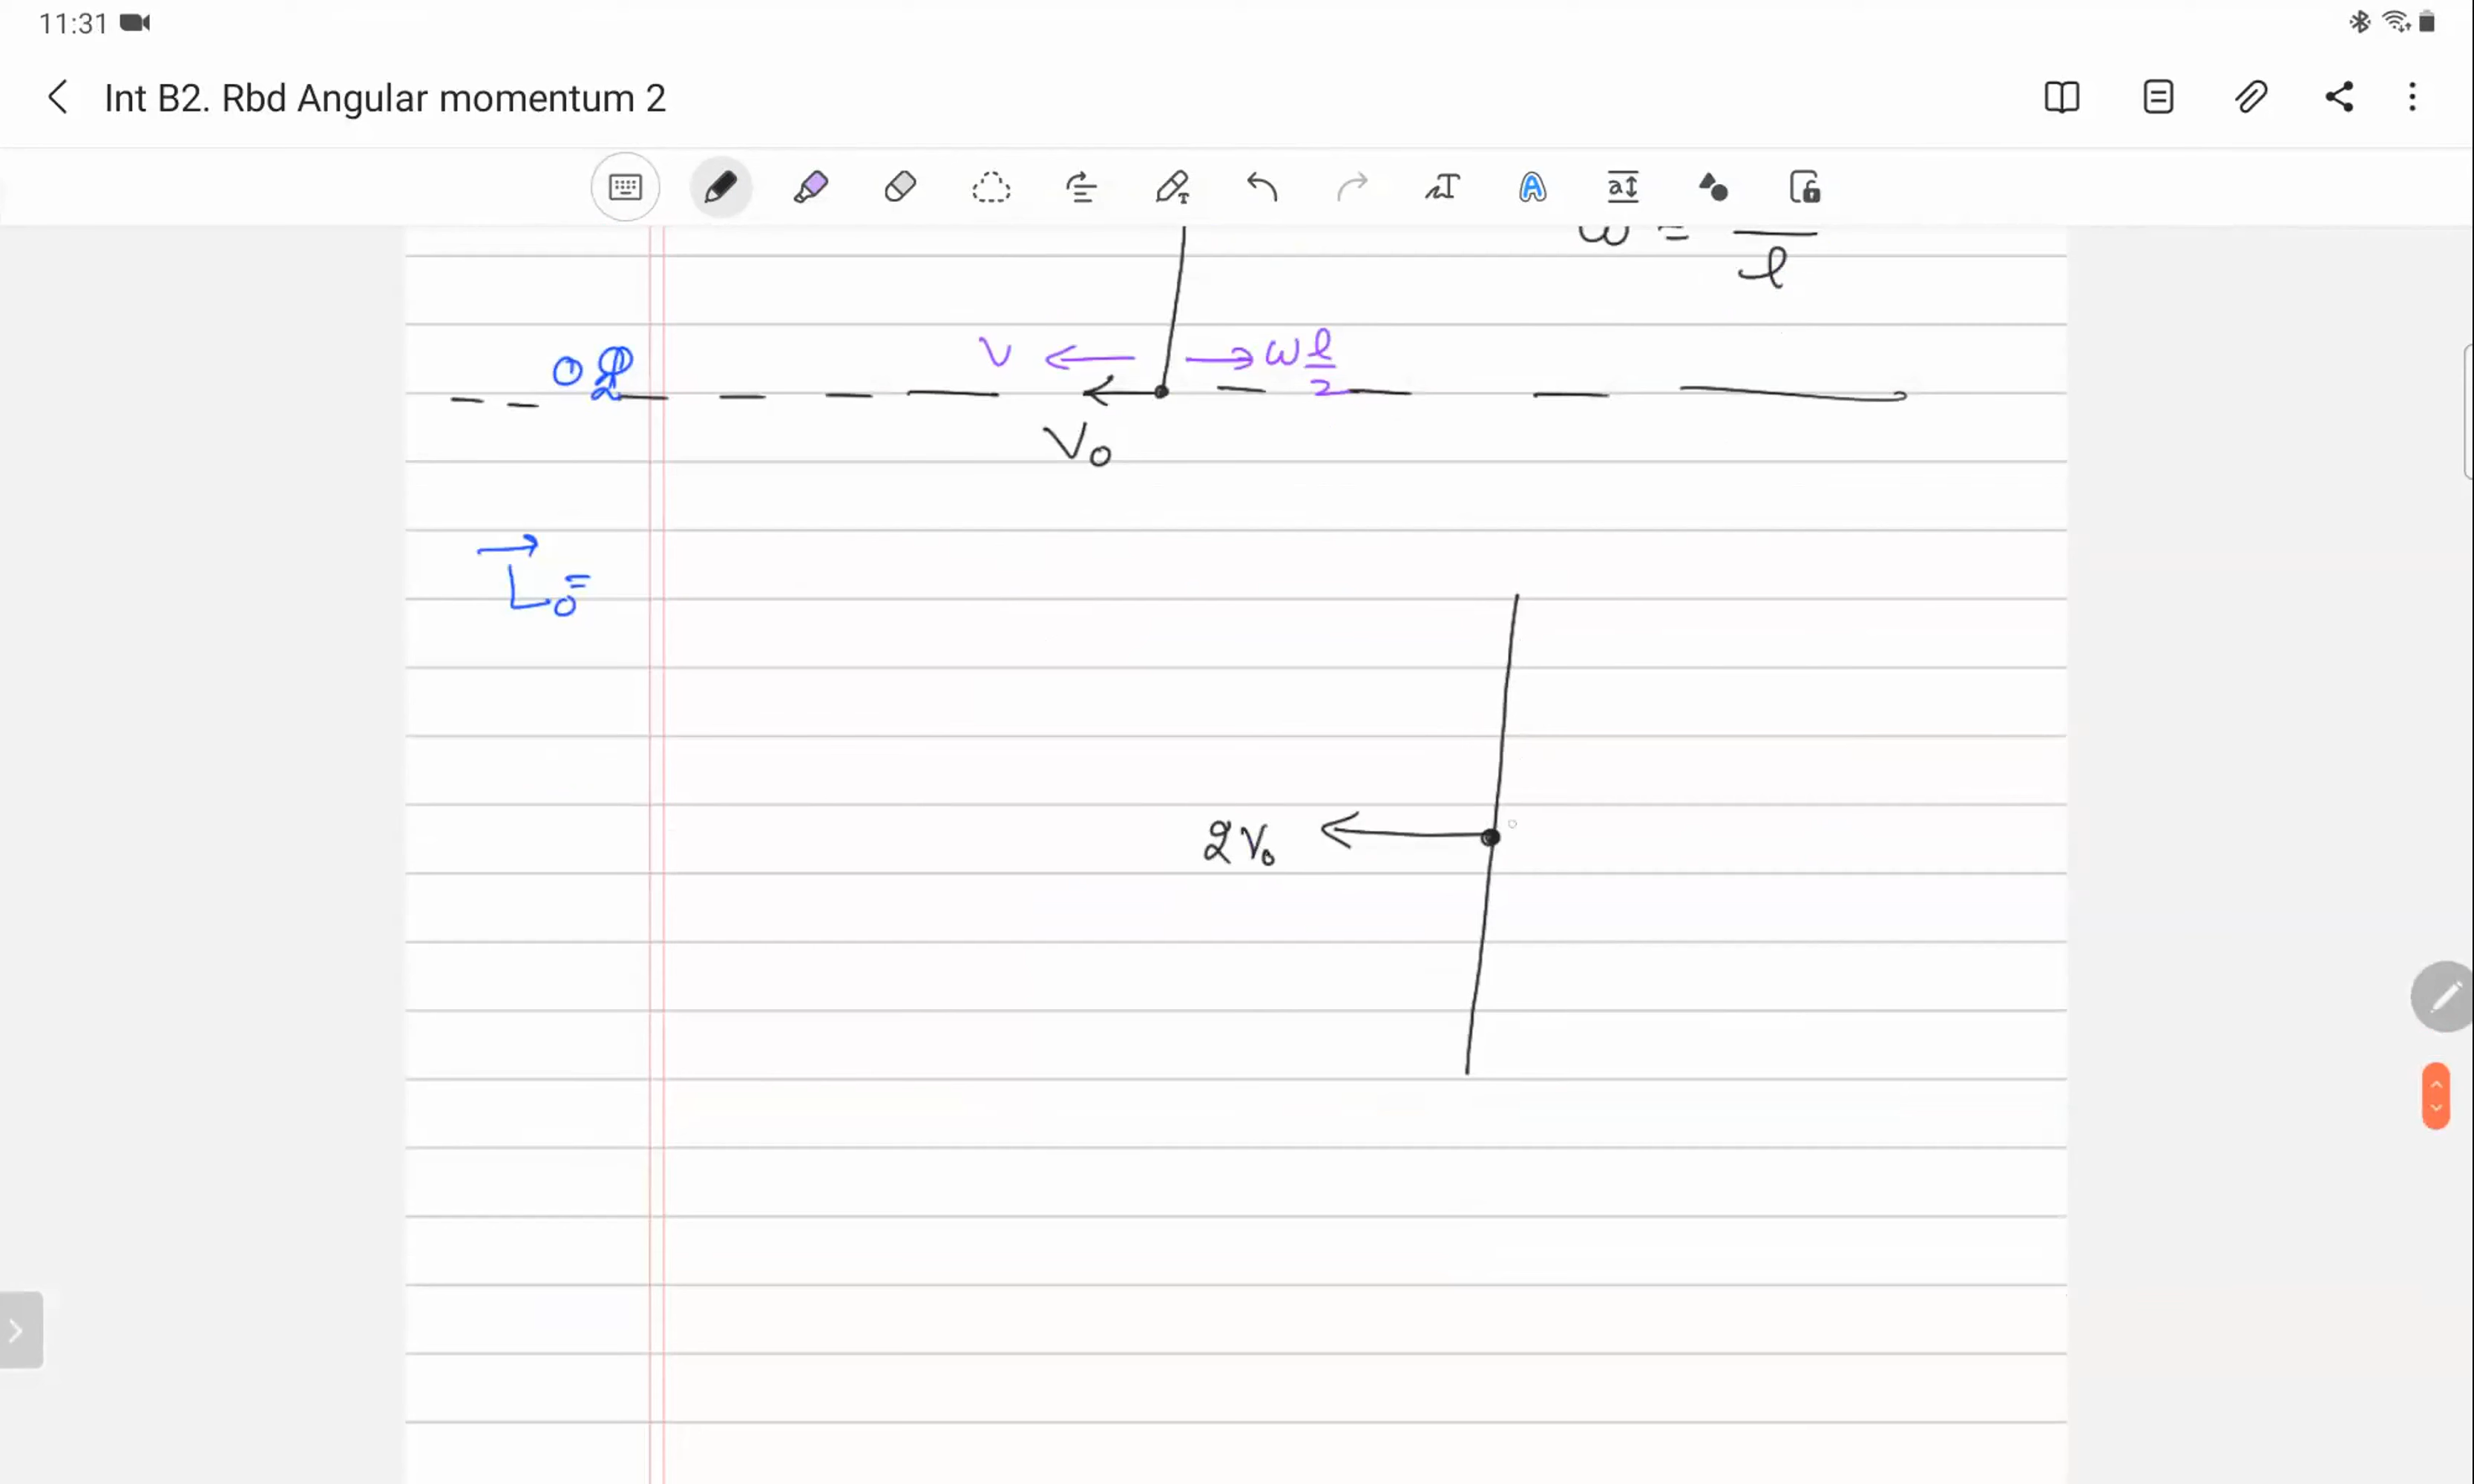 11:31
Int B2. Rbd Angular momentum 2
ω = ℓ
V ωℓ/2
O
V₀
L₀ =
2V₀